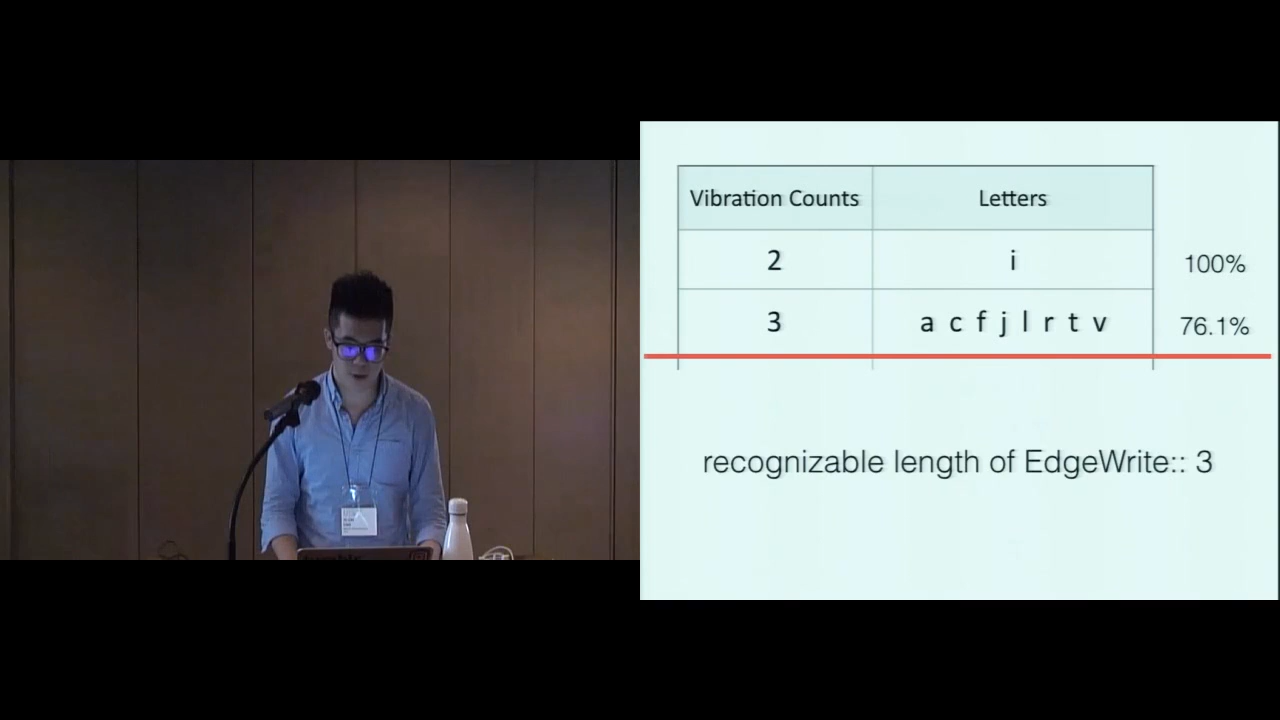 Vibration Counts Letters
2 i 100%
3 a c f j l r t v 76.1%
recognizable length of EdgeWrite:: 3